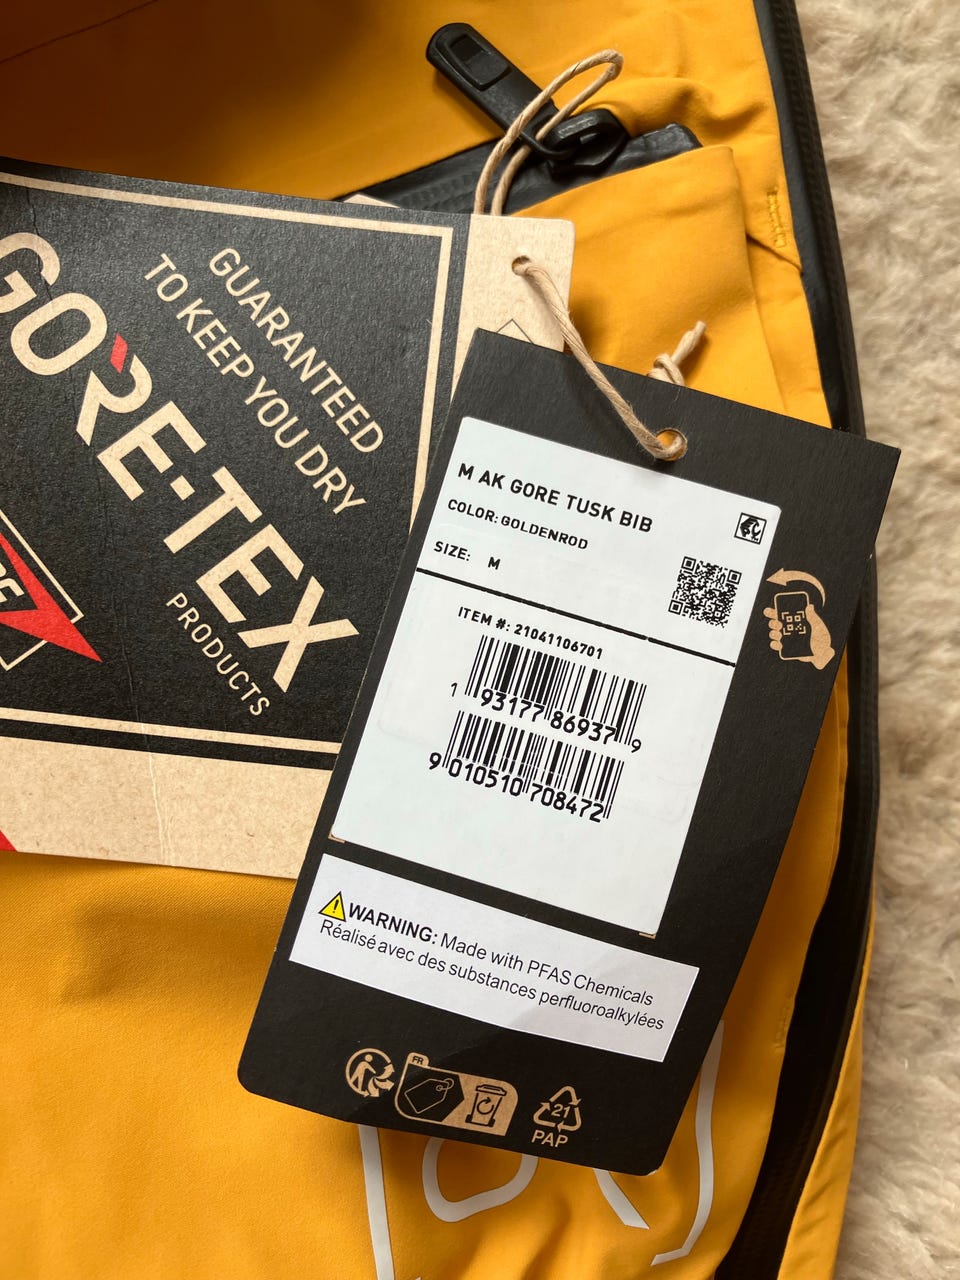 GUARANTEED
TO KEEP YOU DRY
GORE-TEX
PRODUCTS
M AK GORE TUSK BIB
COLOR: GOLDENROD
SIZE: M
ITEM #: 21041106701
1 93177 86937 9
9 010510 708472
WARNING: Made with PFAS Chemicals
Réalisé avec des substances perfluoroalkylées
FR
21
PAP